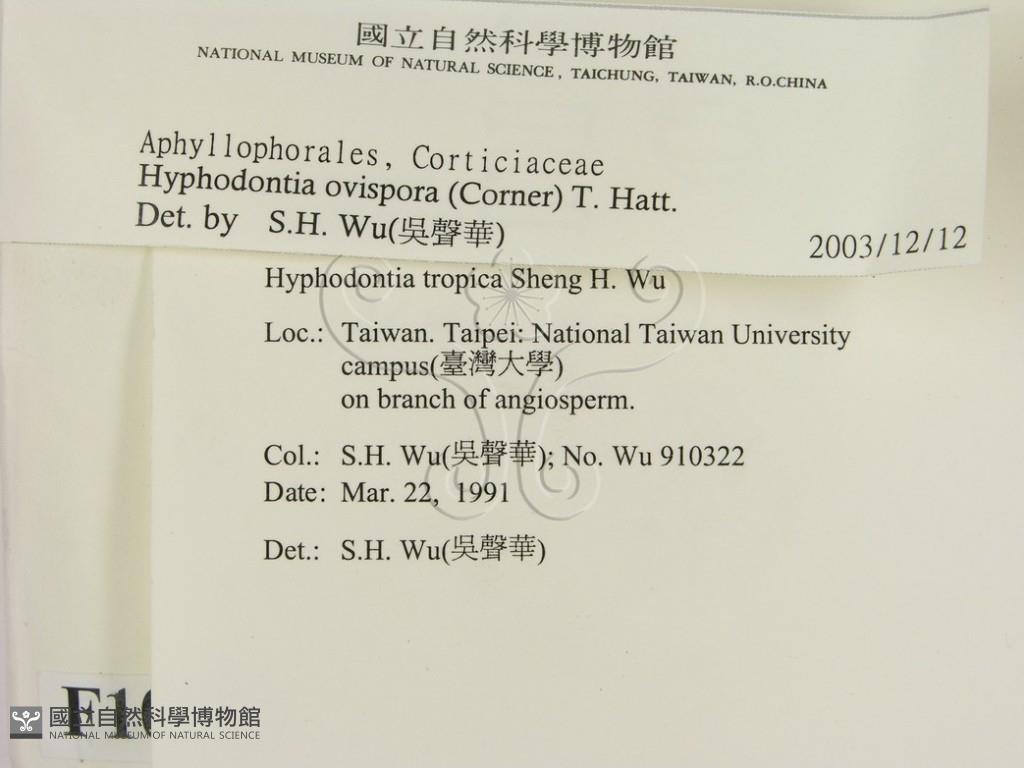 國立自然科學博物館
NATIONAL MUSEUM OF NATURAL SCIENCE, TAICHUNG, TAIWAN, R.O.CHINA
Aphyllophorales, Corticiaceae
Hyphodontia ovispora (Corner) T. Hatt.
Det. by S.H. Wu(吳聲華)
2003/12/12
Hyphodontia tropica Sheng H. Wu
Loc.: Taiwan. Taipei: National Taiwan University
campus(臺灣大學)
on branch of angiosperm.
Col.: S.H. Wu(吳聲華); No. Wu 910322
Date: Mar. 22, 1991
Det.: S.H. Wu(吳聲華)
國立自然科學博物館
NATIONAL MUSEUM OF NATURAL SCIENCE